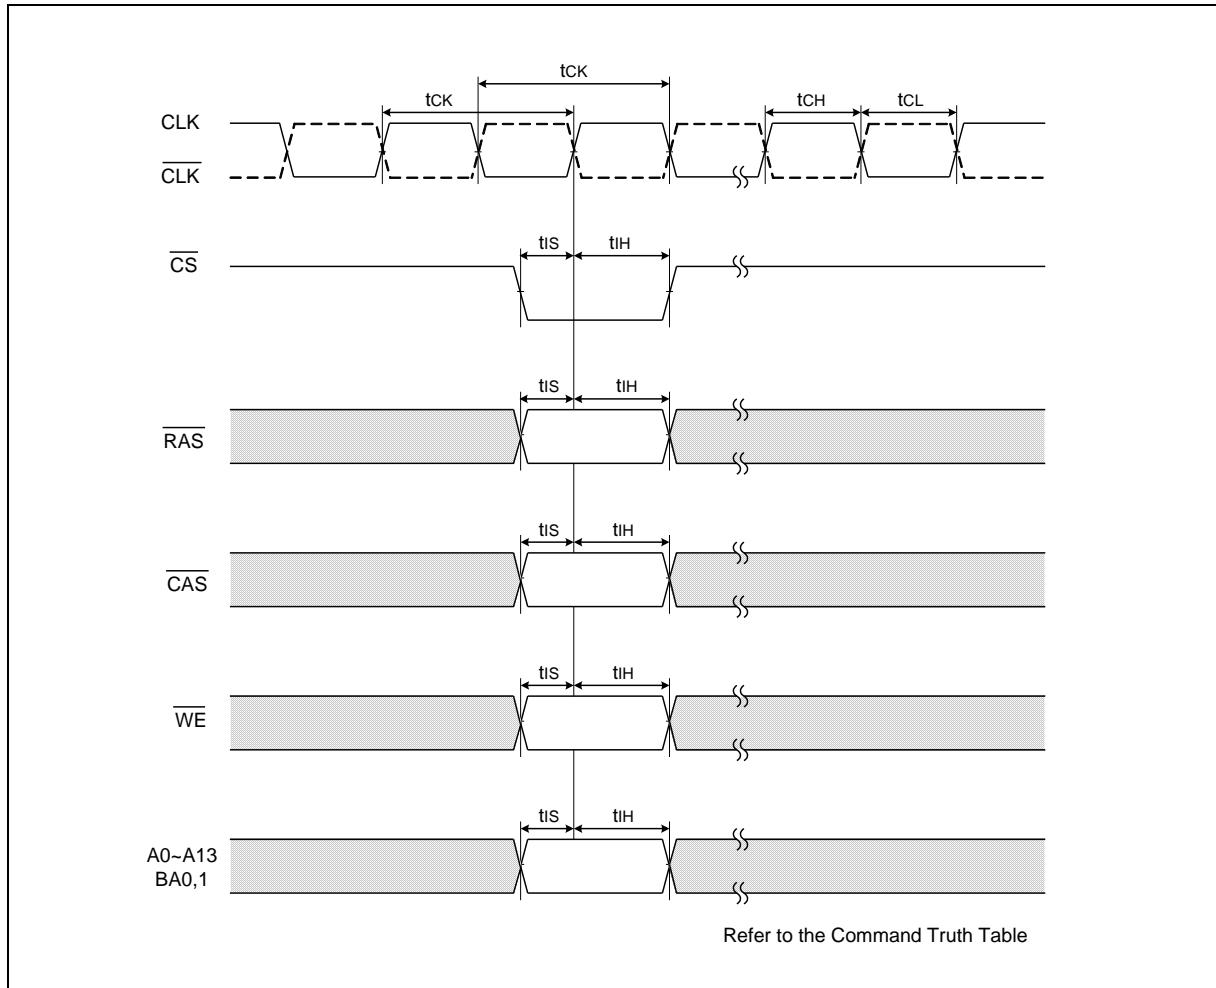 tCK
tCK
tCH
tCL
CLK
CLK
tIS
tIH
CS
tIS
tIH
RAS
tIS
tIH
CAS
tIS
tIH
WE
tIS
tIH
A0~A13
BA0,1
Refer to the Command Truth Table